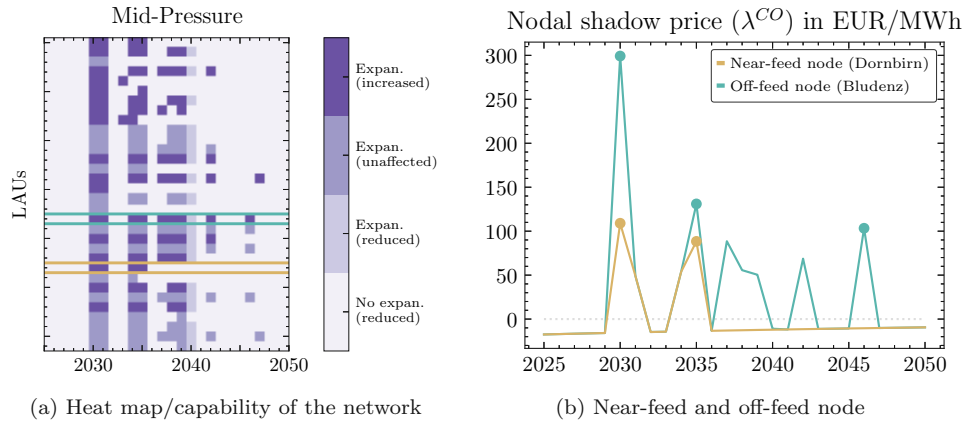 Mid-Pressure
LAUs
2030
2040
2050
Expan.
(increased)
Expan.
(unaffected)
Expan.
(reduced)
No expan.
(reduced)
(a) Heat map/capability of the network
Nodal shadow price (λ^{CO}) in EUR/MWh
300
250
200
150
100
50
0
2025
2030
2035
2040
2045
2050
Near-feed node (Dornbirn)
Off-feed node (Bludenz)
(b) Near-feed and off-feed node